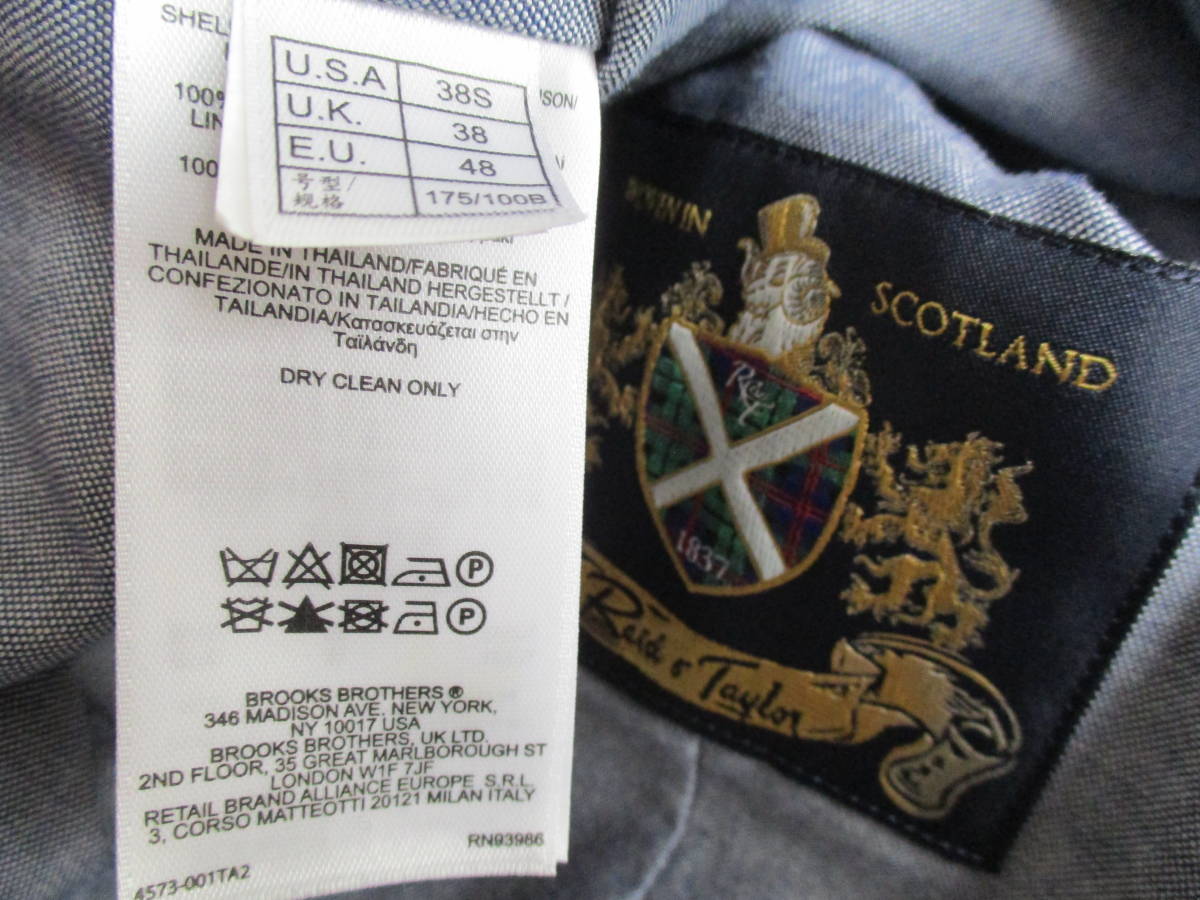 U.S.A 38S
U.K. 38
E.U. 48
号型/ 175/100B
规格
100%
100
MADE IN THAILAND/FABRIQUÉ EN
THAILANDE/IN THAILAND HERGESTELLT/
CONFEZIONATO IN TAILANDIA/HECHO EN
TAILANDIA/Κατασκευάζεται στην
Ταϊλάνδη
DRY CLEAN ONLY
P
P
BROOKS BROTHERS ®
346 MADISON AVE. NEW YORK,
NY 10017 USA
BROOKS BROTHERS, UK LTD.
2ND FLOOR, 35 GREAT MARLBOROUGH ST
LONDON W1F 7JF
RETAIL BRAND ALLIANCE EUROPE S.R.L.
3, CORSO MATTEOTTI 20121 MILAN ITALY
RN93986
4573-001TA2
IN
SCOTLAND
1837
Reid & Taylor